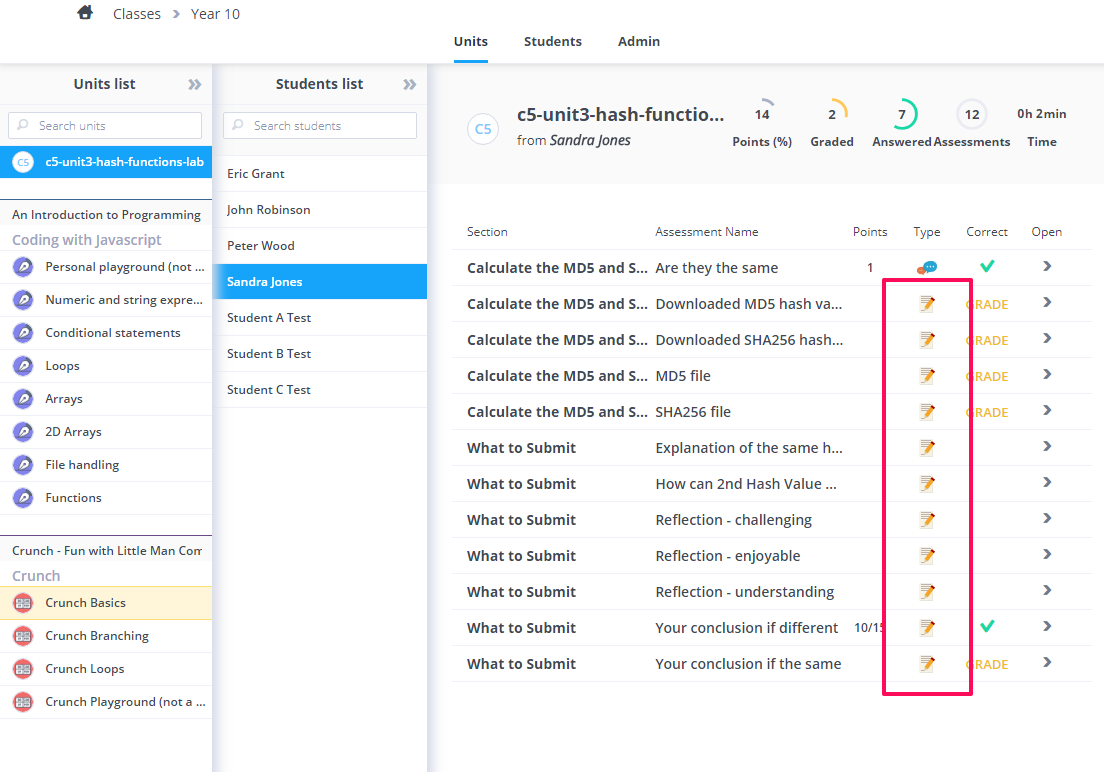 Classes > Year 10
Units Students Admin
Units list »
Search units
C5 c5-unit3-hash-functions-lab
An Introduction to Programming
Coding with Javascript
Personal playground (not ...
Numeric and string expre...
Conditional statements
Loops
Arrays
2D Arrays
File handling
Functions
Crunch - Fun with Little Man Com
Crunch
Crunch Basics
Crunch Branching
Crunch Loops
Crunch Playground (not a ...
Students list »
Search students
Eric Grant
John Robinson
Peter Wood
Sandra Jones
Student A Test
Student B Test
Student C Test
C5 c5-unit3-hash-functio...
from Sandra Jones
14 2 7 12 0h 2min
Points (%) Graded Answered Assessments Time
Section Assessment Name Points Type Correct Open
Calculate the MD5 and S... Are they the same 1
Calculate the MD5 and S... Downloaded MD5 hash va... GRADE
Calculate the MD5 and S... Downloaded SHA256 hash... GRADE
Calculate the MD5 and S... MD5 file GRADE
Calculate the MD5 and S... SHA256 file GRADE
What to Submit Explanation of the same h...
What to Submit How can 2nd Hash Value ...
What to Submit Reflection - challenging
What to Submit Reflection - enjoyable
What to Submit Reflection - understanding
What to Submit Your conclusion if different 10/15
What to Submit Your conclusion if the same GRADE